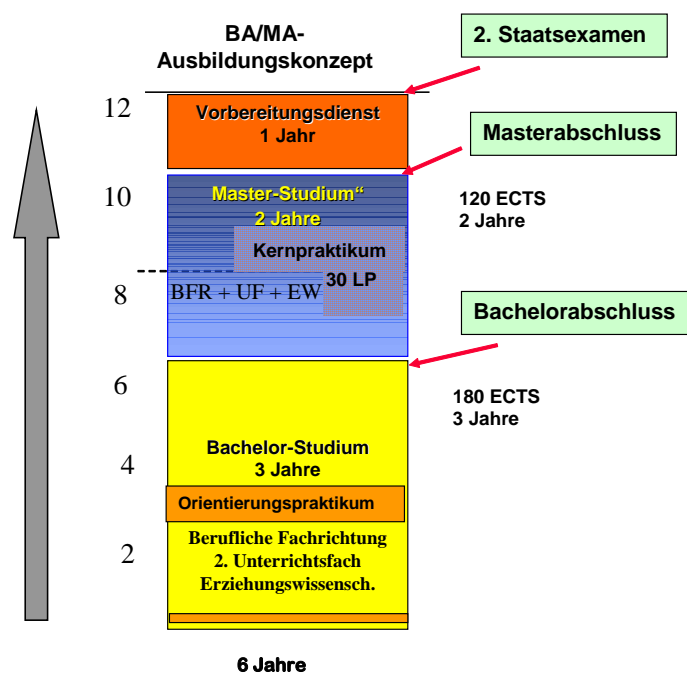 BA/MA-
Ausbildungskonzept
2. Staatsexamen
12
Vorbereitungsdienst
1 Jahr
Masterabschluss
10
Master-Studium“
2 Jahre
120 ECTS
2 Jahre
Kernpraktikum
30 LP
8
BFR + UF + EW
Bachelorabschluss
6
180 ECTS
3 Jahre
Bachelor-Studium
3 Jahre
4
Orientierungspraktikum
Berufliche Fachrichtung
2. Unterrichtsfach
Erziehungswissensch.
2
6 Jahre